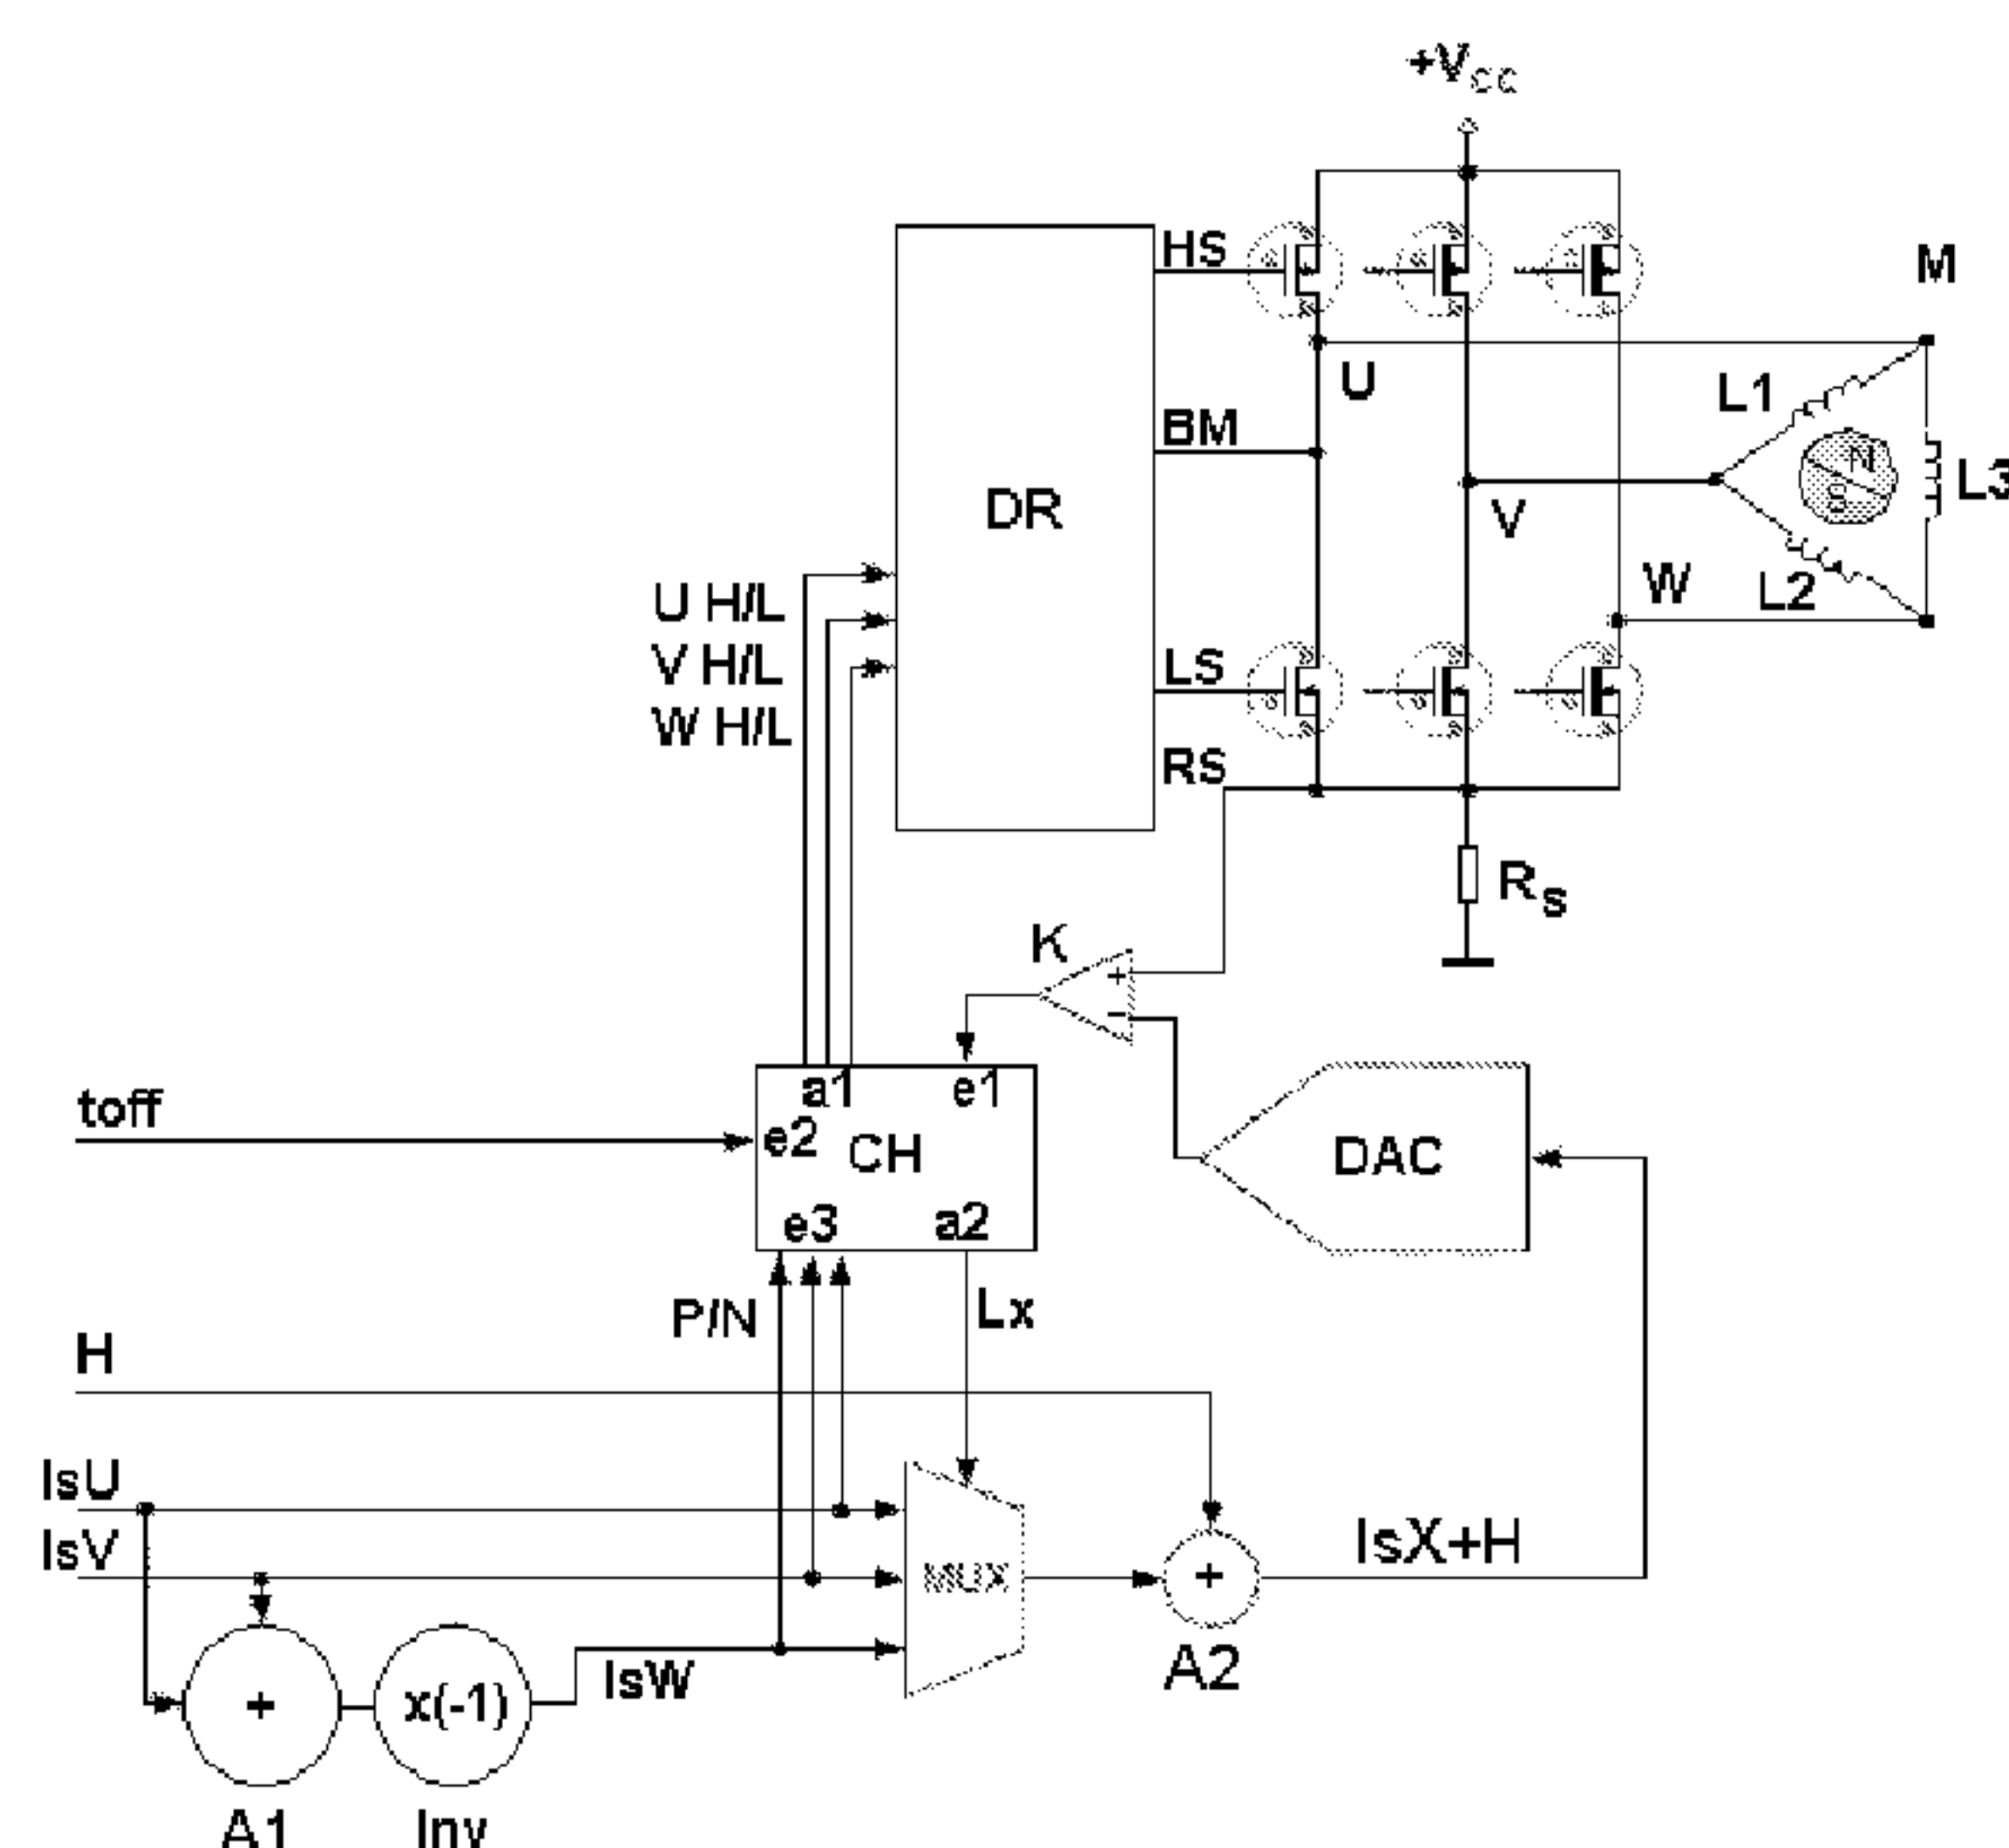 +VCC
HS
M
U
L1
BM
N
S
L3
DR
V
W
L2
U H/L
V H/L
W H/L
LS
RS
RS
K
+
−
a1
e1
toff
e2
CH
DAC
e3
a2
P/N
Lx
H
IsU
IsV
IsX+H
MUX
+
A2
IsW
+
x(-1)
A1
Inv